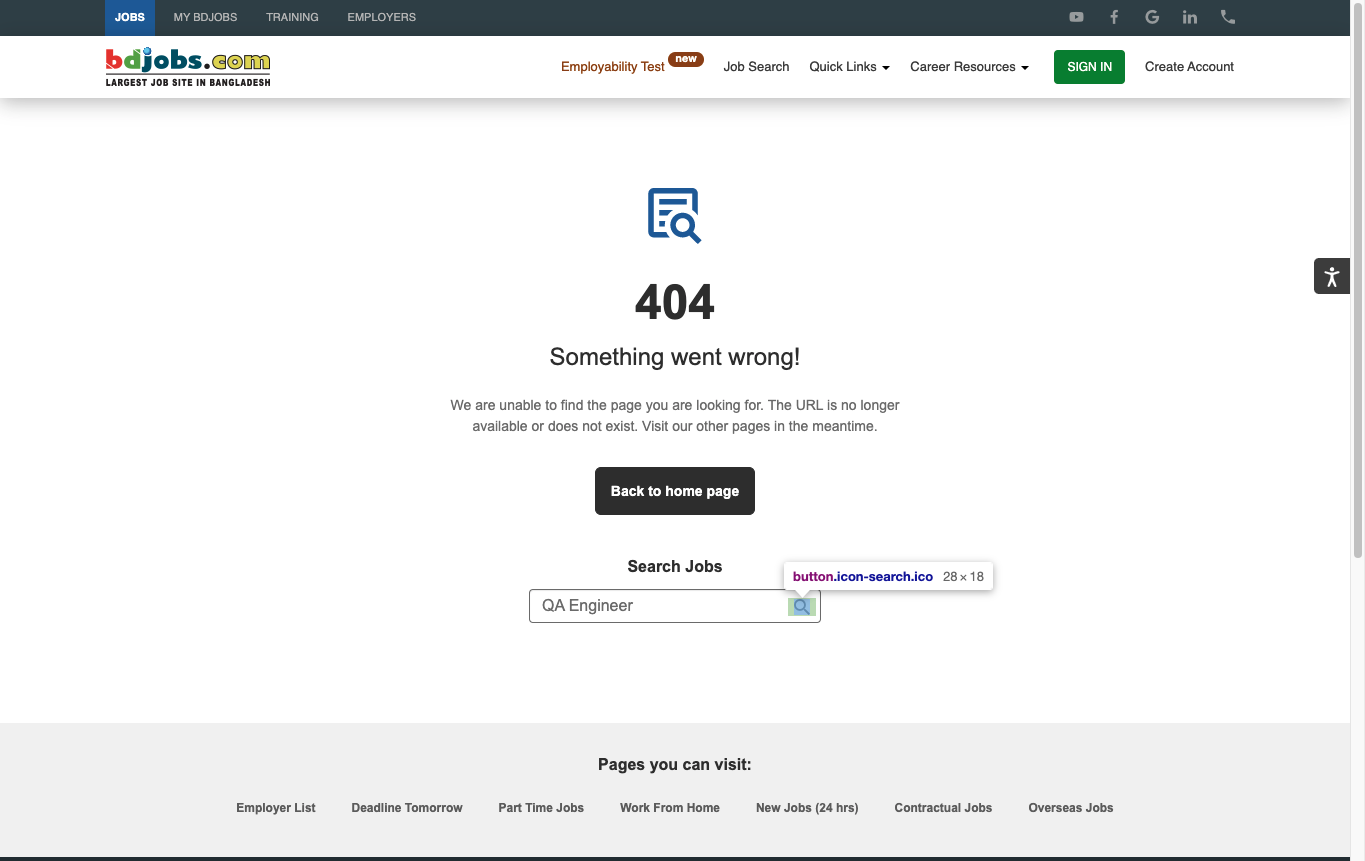 JOBS MY BDJOBS TRAINING EMPLOYERS
bdjobs.com
LARGEST JOB SITE IN BANGLADESH
Employability Test new Job Search Quick Links Career Resources SIGN IN Create Account
404
Something went wrong!
We are unable to find the page you are looking for. The URL is no longer
available or does not exist. Visit our other pages in the meantime.
Back to home page
Search Jobs
button.icon-search.ico 28 × 18
QA Engineer
Pages you can visit:
Employer List Deadline Tomorrow Part Time Jobs Work From Home New Jobs (24 hrs) Contractual Jobs Overseas Jobs